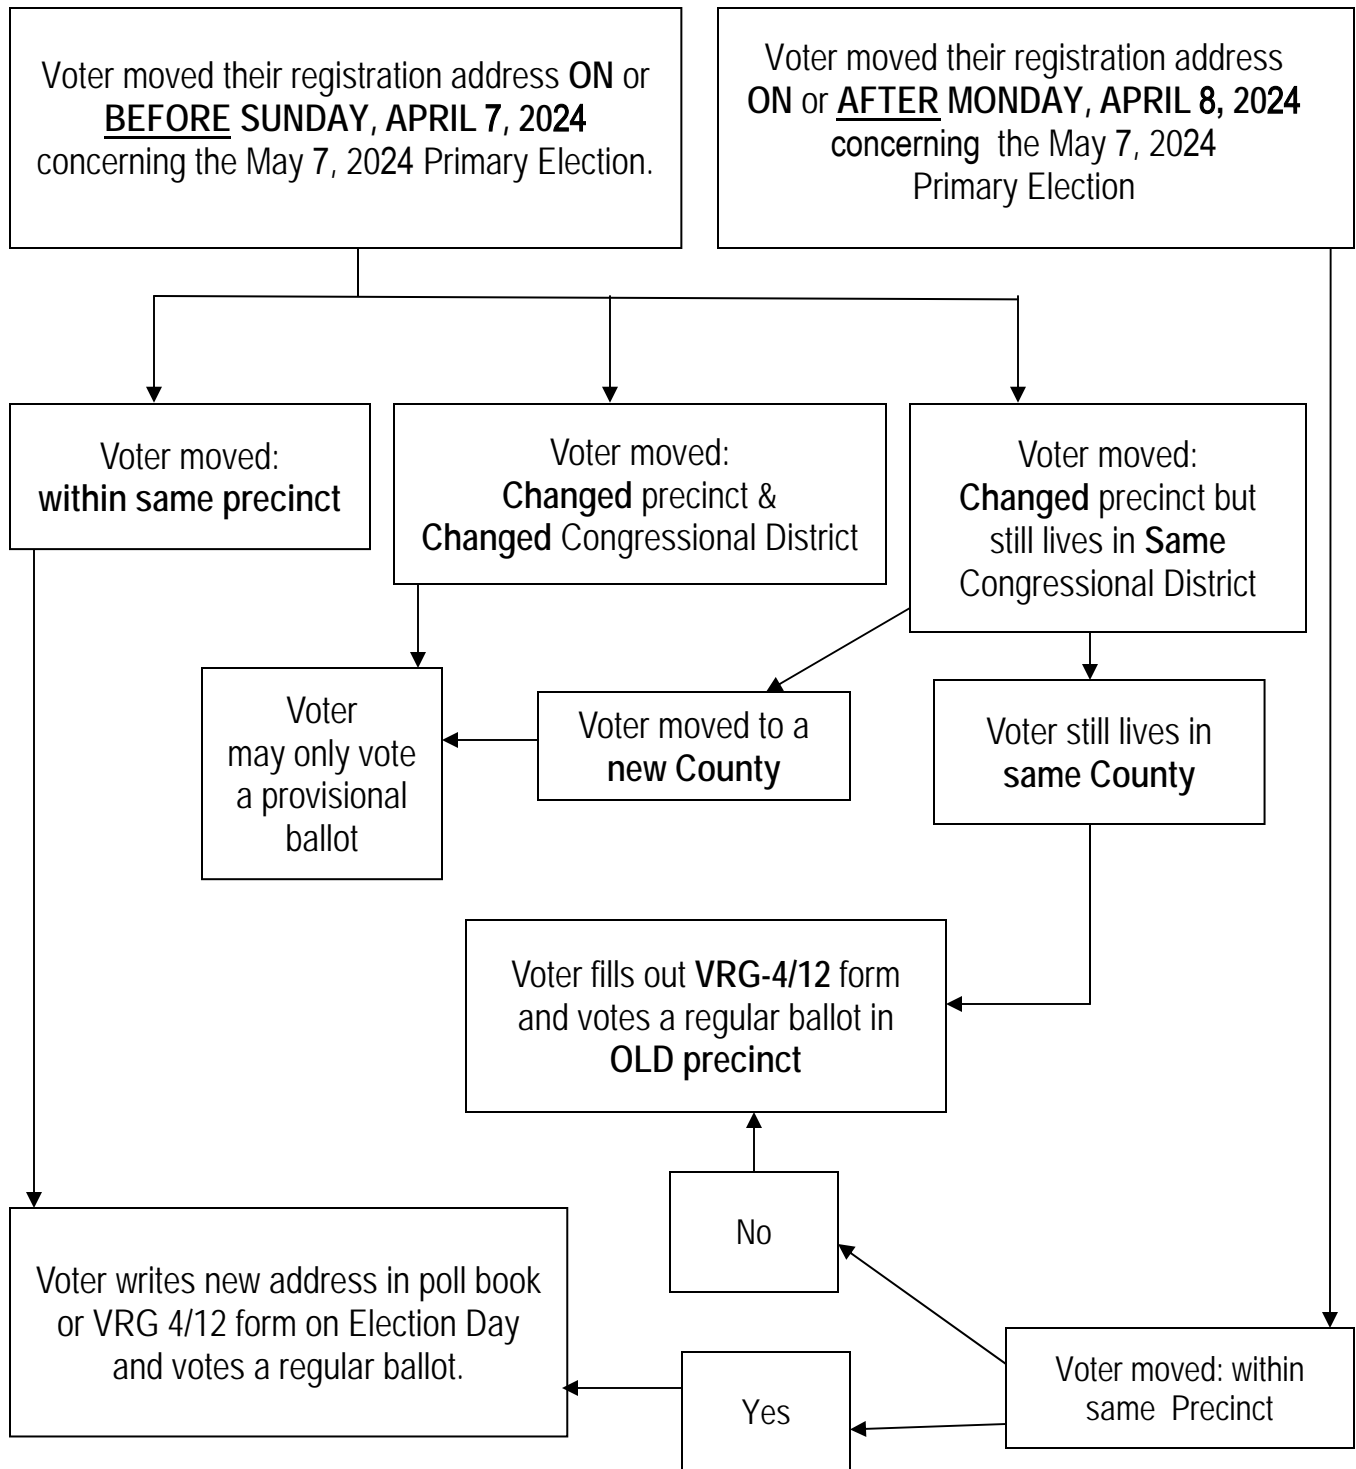 Voter moved their registration address ON or
BEFORE SUNDAY, APRIL 7, 2024
concerning the May 7, 2024 Primary Election.
Voter moved their registration address
ON or AFTER MONDAY, APRIL 8, 2024
concerning the May 7, 2024
Primary Election
Voter moved:
within same precinct
Voter moved:
Changed precinct &
Changed Congressional District
Voter moved:
Changed precinct but
still lives in Same
Congressional District
Voter
may only vote
a provisional
ballot
Voter moved to a
new County
Voter still lives in
same County
Voter fills out VRG-4/12 form
and votes a regular ballot in
OLD precinct
No
Voter writes new address in poll book
or VRG 4/12 form on Election Day
and votes a regular ballot.
Yes
Voter moved: within
same Precinct